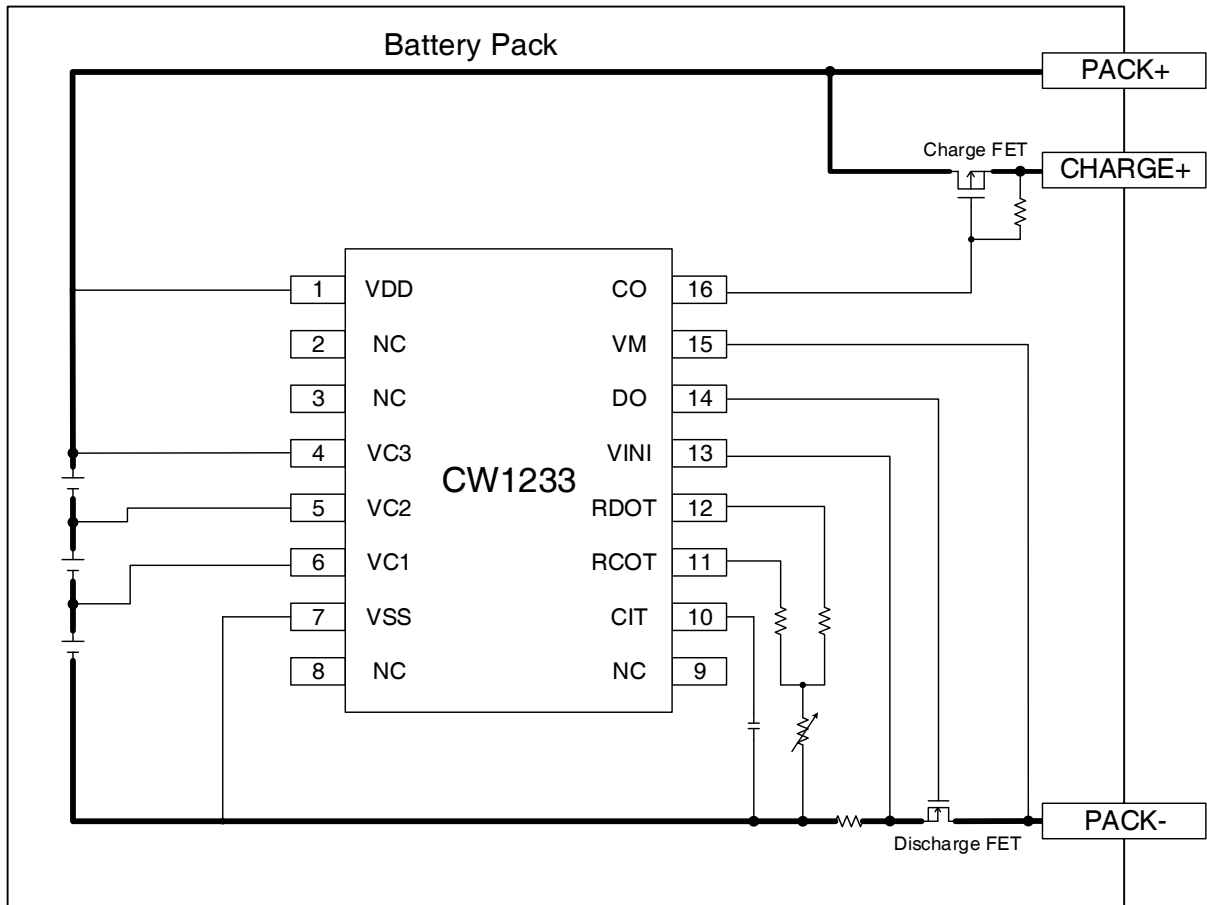 Battery Pack
PACK+
Charge FET
CHARGE+
1 VDD CO 16
2 NC VM 15
3 NC DO 14
4 VC3 VINI 13
CW1233
5 VC2 RDOT 12
6 VC1 RCOT 11
7 VSS CIT 10
8 NC NC 9
PACK-
Discharge FET